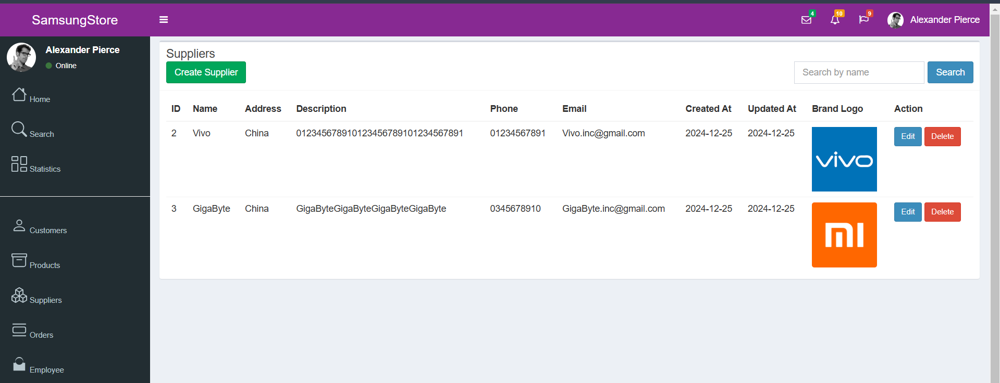 SamsungStore
4
10
9
Alexander Pierce
Alexander Pierce
Online
Home
Search
Statistics
Customers
Products
Suppliers
Orders
Employee
Suppliers
Create Supplier
Search by name
Search
ID Name Address Description Phone Email Created At Updated At Brand Logo Action
2 Vivo China 012345678910123456789101234567891 01234567891 Vivo.inc@gmail.com 2024-12-25 2024-12-25 vivo Edit Delete
3 GigaByte China GigaByteGigaByteGigaByteGigaByte 0345678910 GigaByte.inc@gmail.com 2024-12-25 2024-12-25 mi Edit Delete